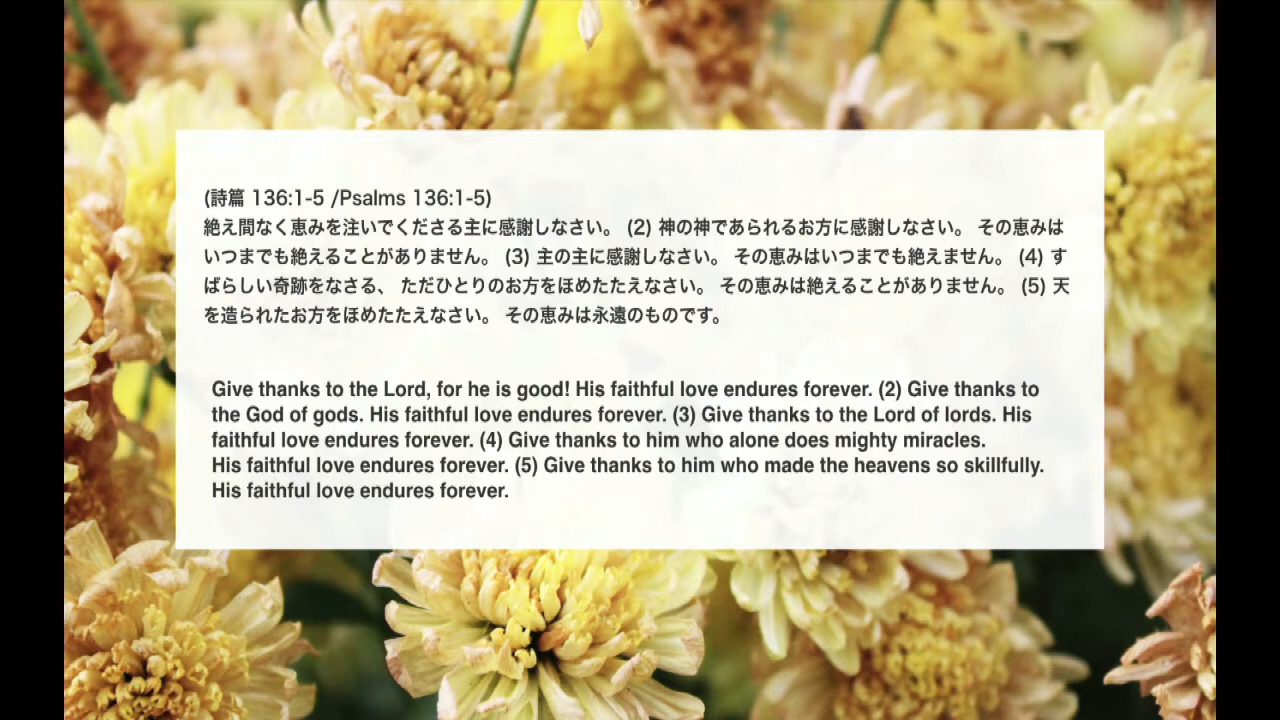 (詩篇 136:1-5 /Psalms 136:1-5)
絶え間なく恵みを注いでくださる主に感謝しなさい。 (2) 神の神であられるお方に感謝しなさい。 その恵みは
いつまでも絶えることがありません。 (3) 主の主に感謝しなさい。 その恵みはいつまでも絶えません。 (4) す
ばらしい奇跡をなさる、 ただひとりのお方をほめたたえなさい。 その恵みは絶えることがありません。 (5) 天
を造られたお方をほめたたえなさい。 その恵みは永遠のものです。
Give thanks to the Lord, for he is good! His faithful love endures forever. (2) Give thanks to
the God of gods. His faithful love endures forever. (3) Give thanks to the Lord of lords. His
faithful love endures forever. (4) Give thanks to him who alone does mighty miracles.
His faithful love endures forever. (5) Give thanks to him who made the heavens so skillfully.
His faithful love endures forever.